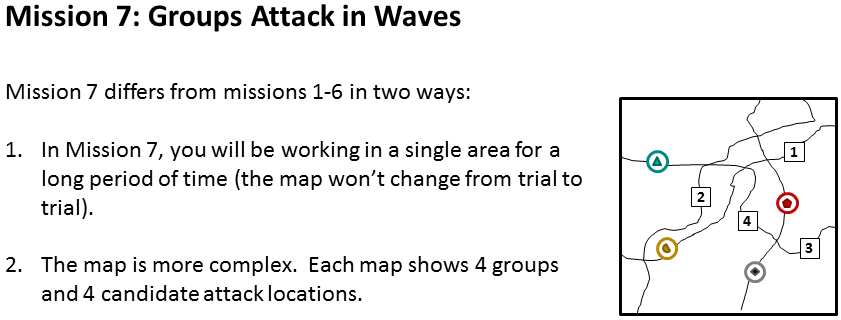 Mission 7: Groups Attack in Waves
Mission 7 differs from missions 1-6 in two ways:
1. In Mission 7, you will be working in a single area for a
long period of time (the map won’t change from trial to
trial).
2. The map is more complex. Each map shows 4 groups
and 4 candidate attack locations.
1
2
4
3